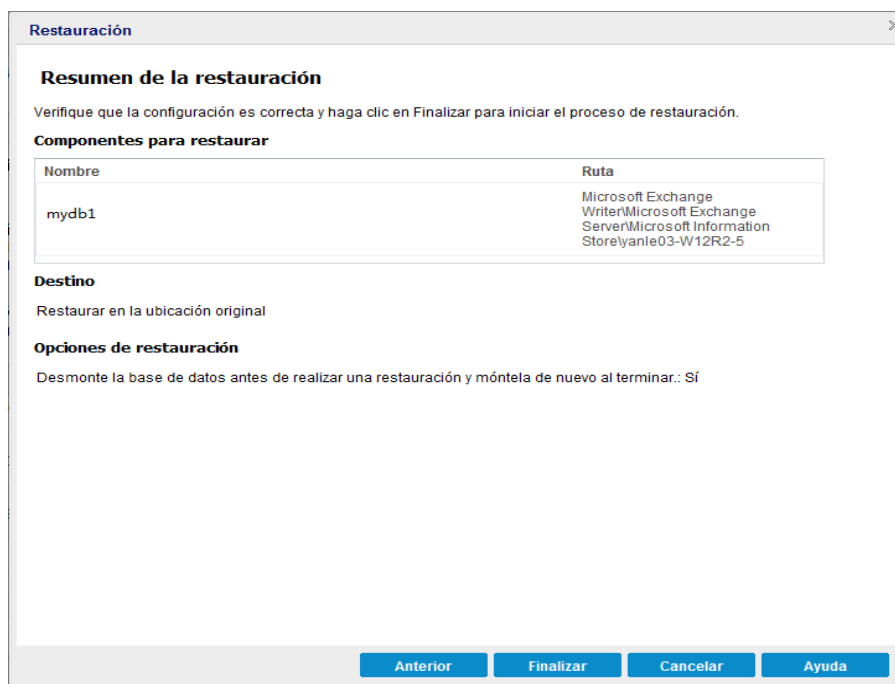 Restauración
Resumen de la restauración
Verifique que la configuración es correcta y haga clic en Finalizar para iniciar el proceso de restauración.
Componentes para restaurar
Nombre Ruta
mydb1
Microsoft Exchange
Writer\Microsoft Exchange
Server\Microsoft Information
Store\yanle03-W12R2-5
Destino
Restaurar en la ubicación original
Opciones de restauración
Desmonte la base de datos antes de realizar una restauración y móntela de nuevo al terminar.: Sí
Anterior Finalizar Cancelar Ayuda